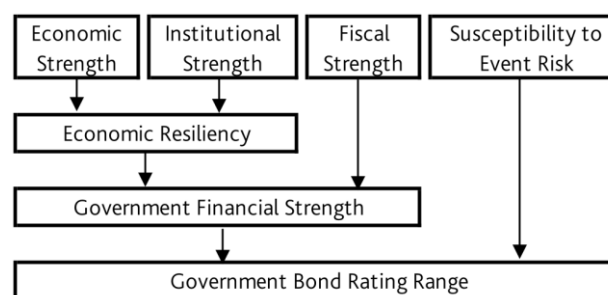 Economic
Strength
Institutional
Strength
Fiscal
Strength
Susceptibility to
Event Risk
Economic Resiliency
Government Financial Strength
Government Bond Rating Range